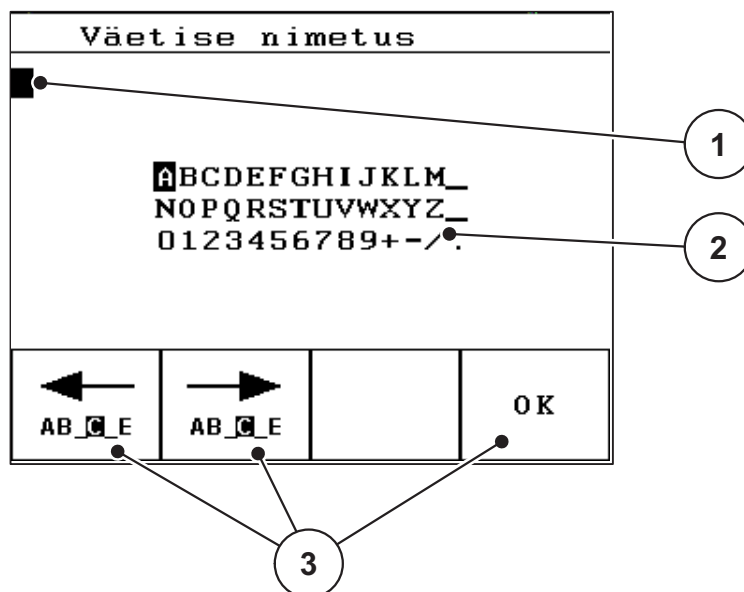 Väetise nimetus
1
ABCDEFGHIJKLM_
NOPQRSTUVWXYZ_
0123456789+-/.
2
AB_C_E
AB_C_E
OK
3